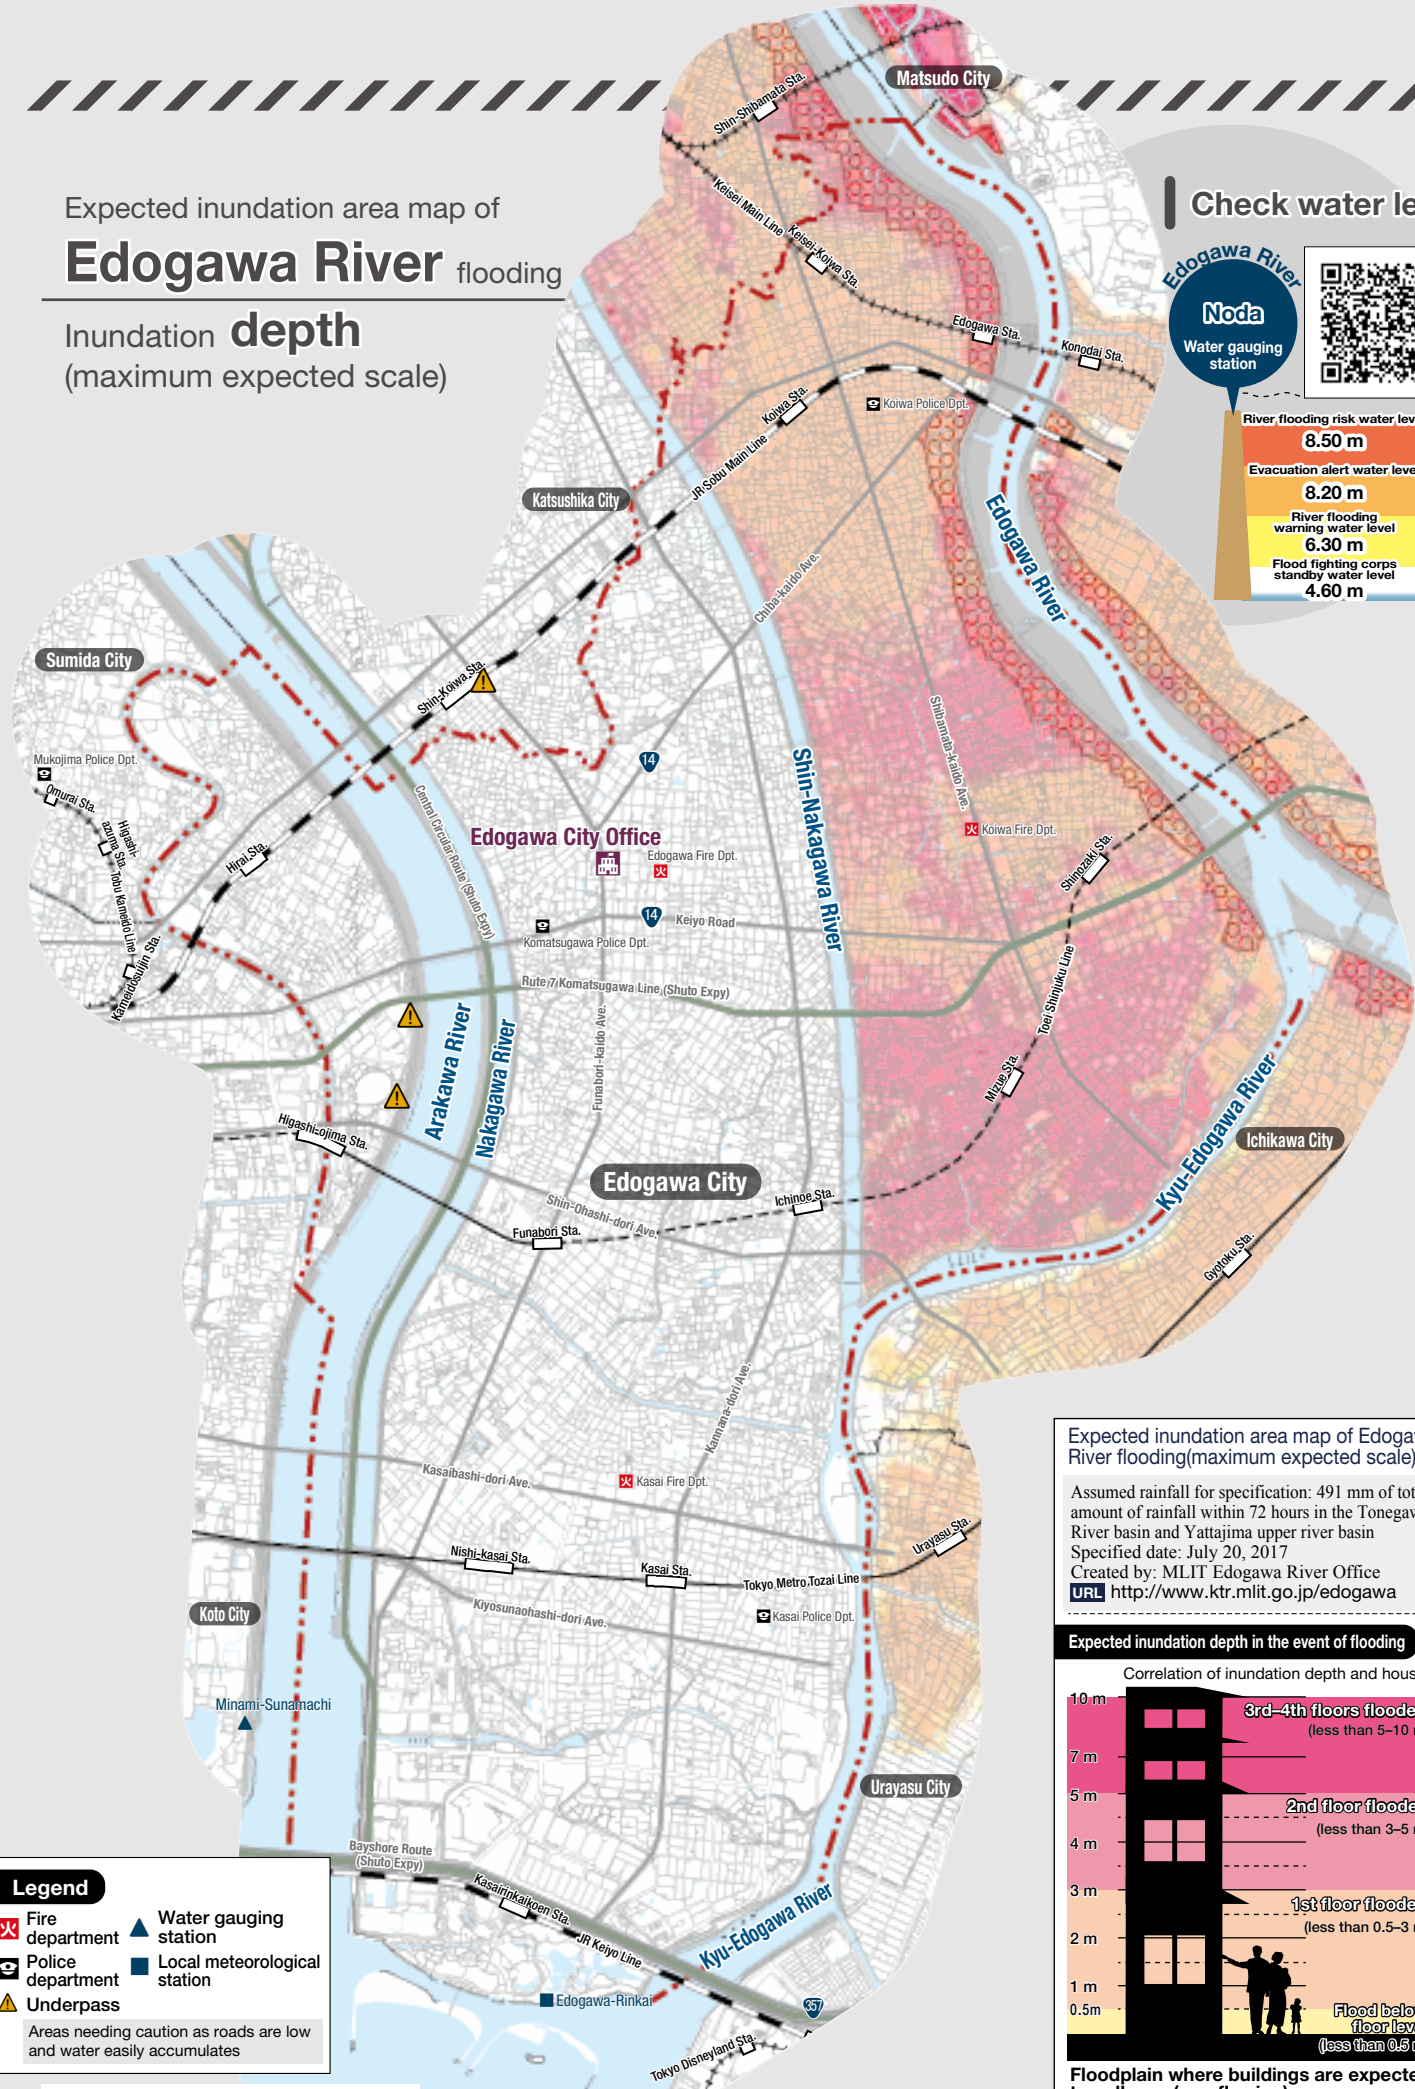 Expected inundation area map of
Edogawa River flooding
Inundation depth
(maximum expected scale)
Matsudo City
Shin-Shibamata Sta.
Keisei Main Line
Keisei-Koiwa Sta.
Edogawa Sta.
Konodai Sta.
Check water le
Edogawa River
Noda
Water gauging
station
River flooding risk water lev
8.50 m
Evacuation alert water leve
8.20 m
River flooding
warning water level
6.30 m
Flood fighting corps
standby water level
4.60 m
Koiwa Sta.
Koiwa Police Dpt.
JR Sobu Main Line
Katsushika City
Edogawa River
Chiba-kaido Ave.
Sumida City
Shin-Koiwa Sta.
Shibamata-kaido Ave.
Mukojima Police Dpt.
Omurai Sta.
Higashi-
azuma Sta.
Tobu Kameido Line
Hirai Sta.
Kameidosuijin Sta.
Central Circular Route (Shuto Expy)
14
Shin-Nakagawa River
Edogawa City Office
Edogawa Fire Dpt.
火
火 Koiwa Fire Dpt.
Shinozaki Sta.
14
Keiyo Road
Komatsugawa Police Dpt.
Rute 7 Komatsugawa Line (Shuto Expy)
Toei Shinjuku Line
Funabori-kaido Ave.
Arakawa River
Nakagawa River
Mizue Sta.
Higashi-ojima Sta.
Kyu-Edogawa River
Ichikawa City
Edogawa City
Ichinoe Sta.
Shin-Ohashi-dori Ave.
Funabori Sta.
Gyotoku Sta.
Kannana-dori Ave.
Kasaibashi-dori Ave.
火 Kasai Fire Dpt.
Urayasu Sta.
Nishi-kasai Sta.
Kasai Sta.
Tokyo Metro Tozai Line
Kiyosunaohashi-dori Ave.
Kasai Police Dpt.
Koto City
Minami-Sunamachi
Urayasu City
Bayshore Route
(Shuto Expy)
Kasairinkaikoen Sta.
JR Keiyo Line
Kyu-Edogawa River
Edogawa-Rinkai
357
Tokyo Disneyland Sta.
Expected inundation area map of Edoga
River flooding(maximum expected scale)
Assumed rainfall for specification: 491 mm of tot
amount of rainfall within 72 hours in the Tonegaw
River basin and Yattajima upper river basin
Specified date: July 20, 2017
Created by: MLIT Edogawa River Office
URL http://www.ktr.mlit.go.jp/edogawa
Expected inundation depth in the event of flooding
Correlation of inundation depth and hous
10 m
3rd–4th floors floode
(less than 5–10 m
7 m
5 m
2nd floor floode
(less than 3–5 m
4 m
3 m
1st floor floode
(less than 0.5–3 m
2 m
1 m
0.5m
Flood belo
floor lev
(less than 0.5 m
Floodplain where buildings are expecte
Legend
火 Fire
department
Water gauging
station
Police
department
Local meteorological
station
Underpass
Areas needing caution as roads are low
and water easily accumulates